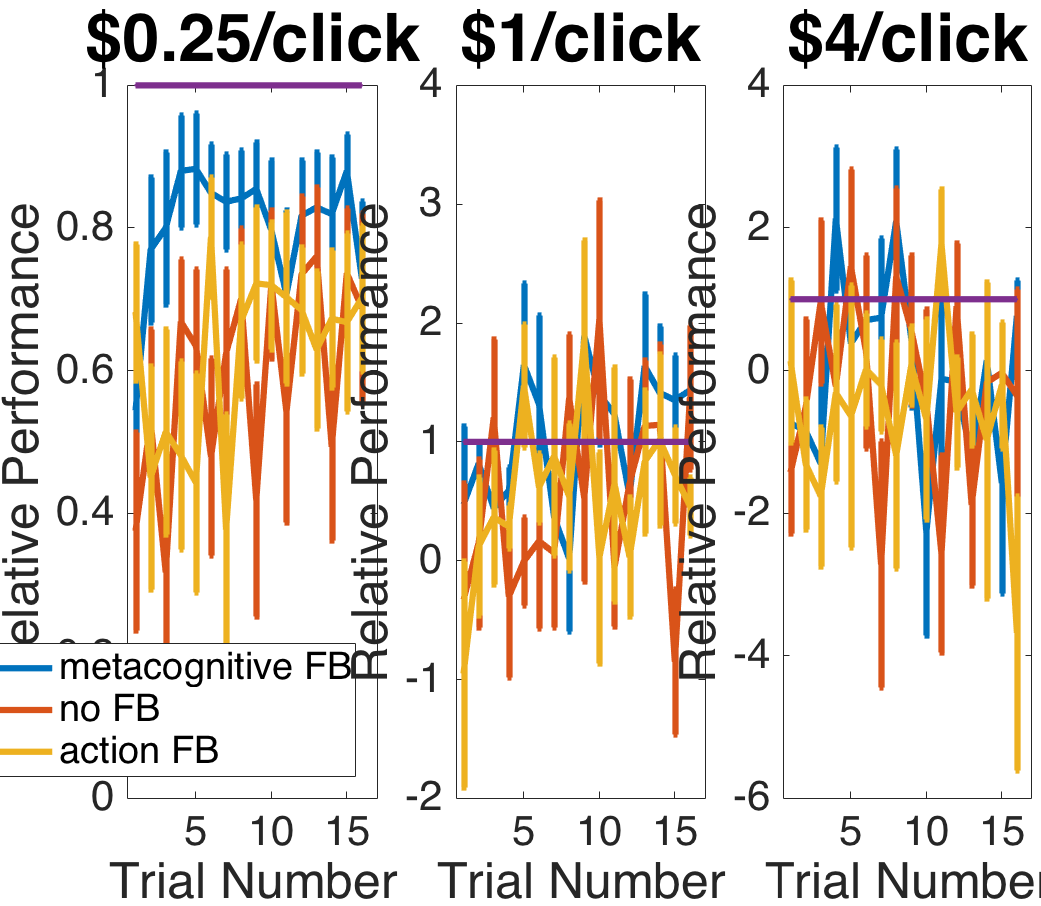 $0.25/click
$1/click
$4/click
1
0.8
0.6
0.4
0
5
10
15
Trial Number
elative Performance
metacognitive FB
no FB
action FB
4
3
2
1
0
-1
-2
5
10
15
Trial Number
Relative Performance
4
2
0
-2
-4
-6
5
10
15
Trial Number
Relative Performance